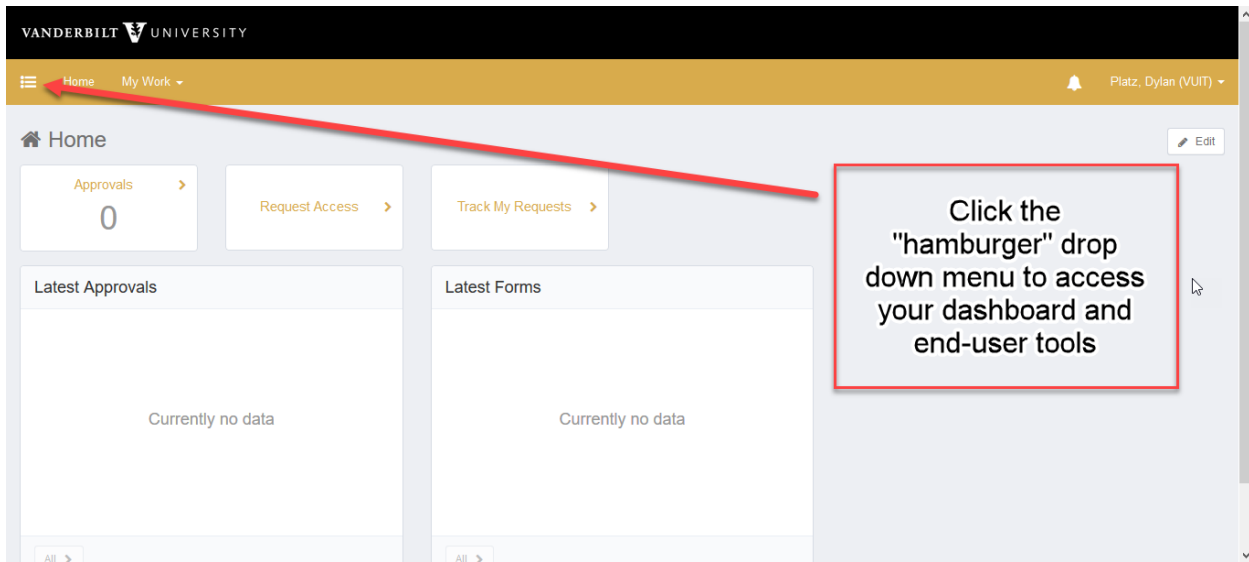 VANDERBILT UNIVERSITY
Home My Work Platz, Dylan (VUIT)
Home Edit
Approvals
0
Request Access
Track My Requests
Click the
"hamburger" drop
down menu to access
your dashboard and
end-user tools
Latest Approvals
Latest Forms
Currently no data
Currently no data
All
All